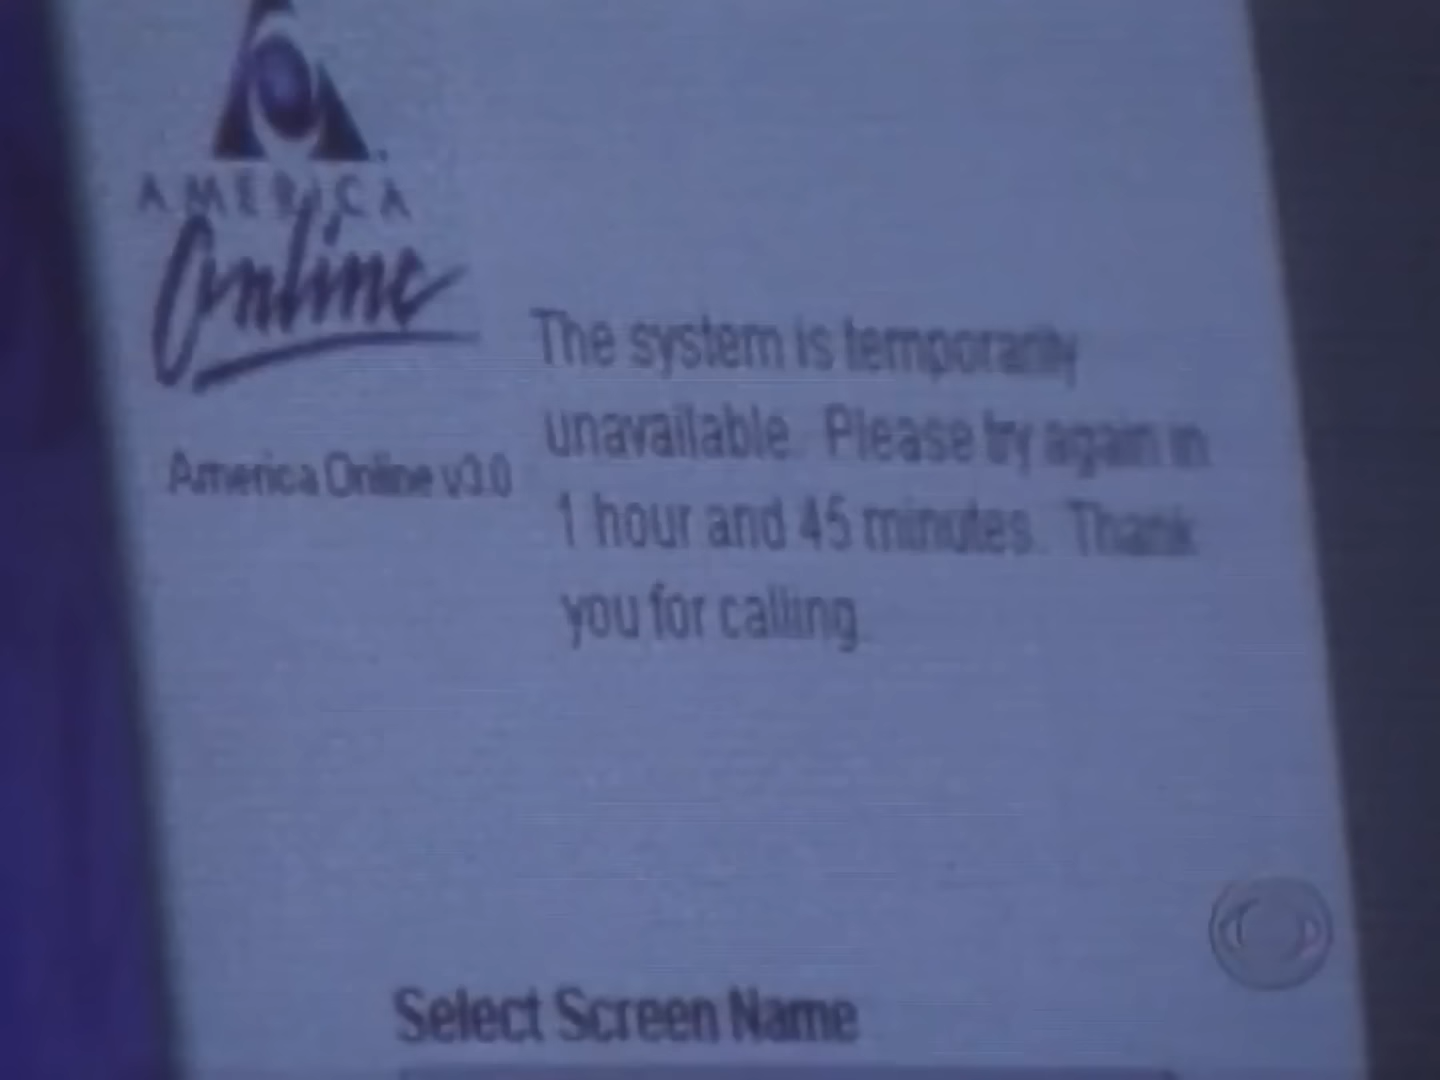 AMERICA
Online
America Online v3.0
The system is temporarily
unavailable. Please try again in
1 hour and 45 minutes. Thank
you for calling.
Select Screen Name